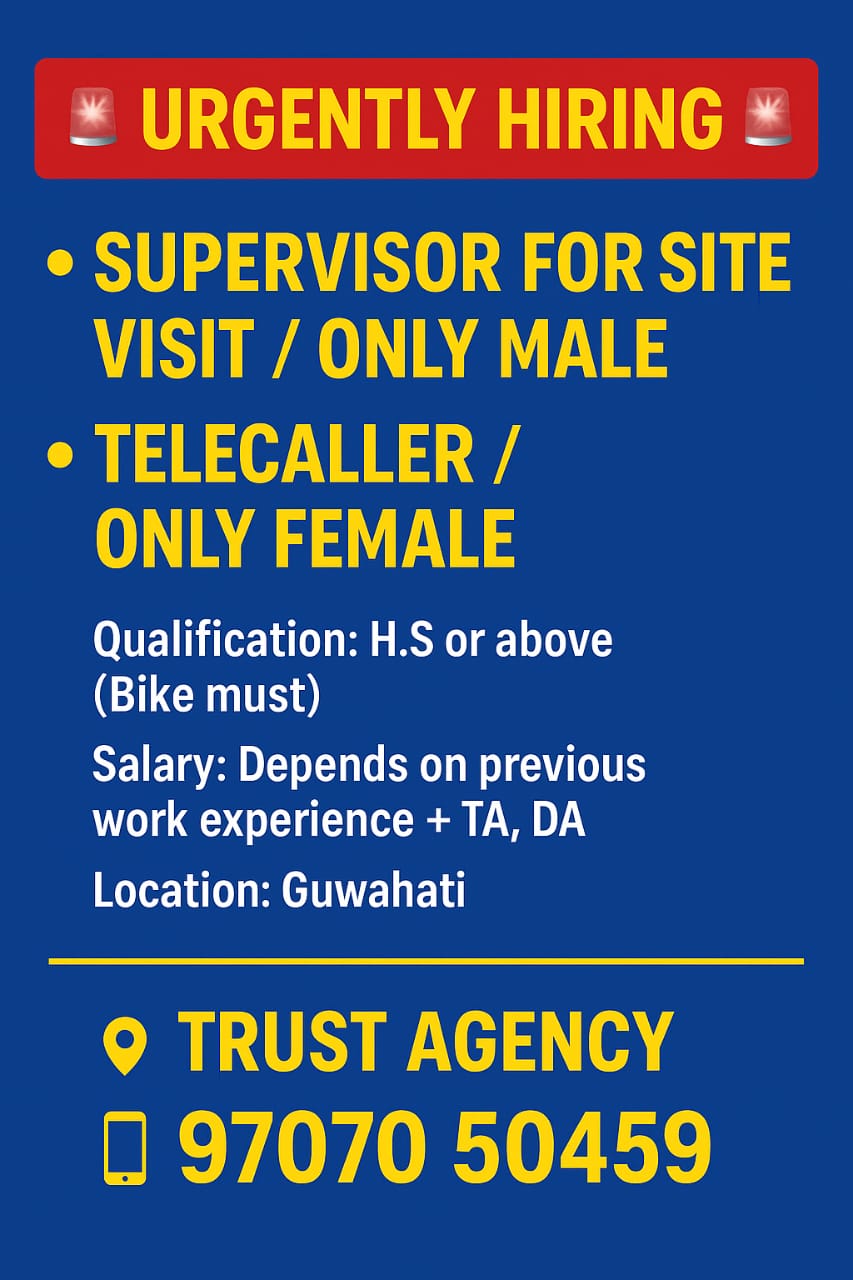 🚨 URGENTLY HIRING 🚨
• SUPERVISOR FOR SITE
VISIT / ONLY MALE
• TELECALLER /
ONLY FEMALE
Qualification: H.S or above
(Bike must)
Salary: Depends on previous
work experience + TA, DA
Location: Guwahati
TRUST AGENCY
97070 50459